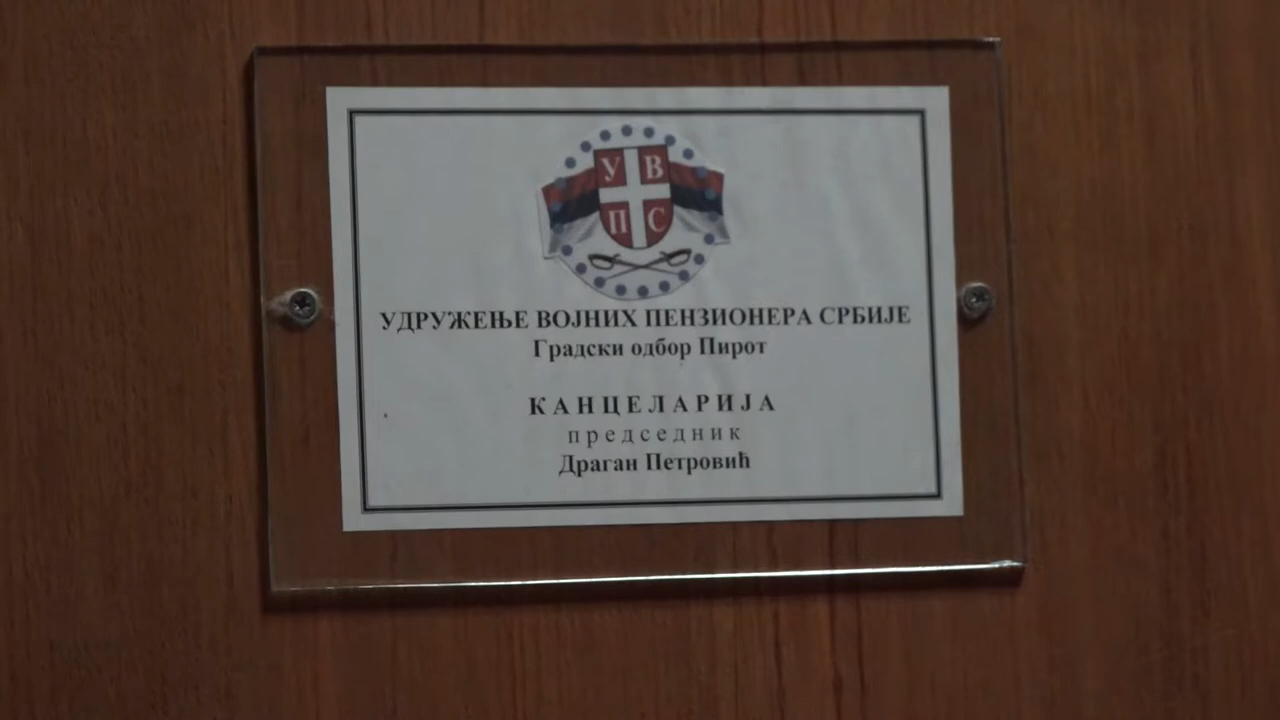 У В
П С
УДРУЖЕЊЕ ВОЈНИХ ПЕНЗИОНЕРА СРБИЈЕ
Градски одбор Пирот
КАНЦЕЛАРИЈА
председник
Драган Петровић